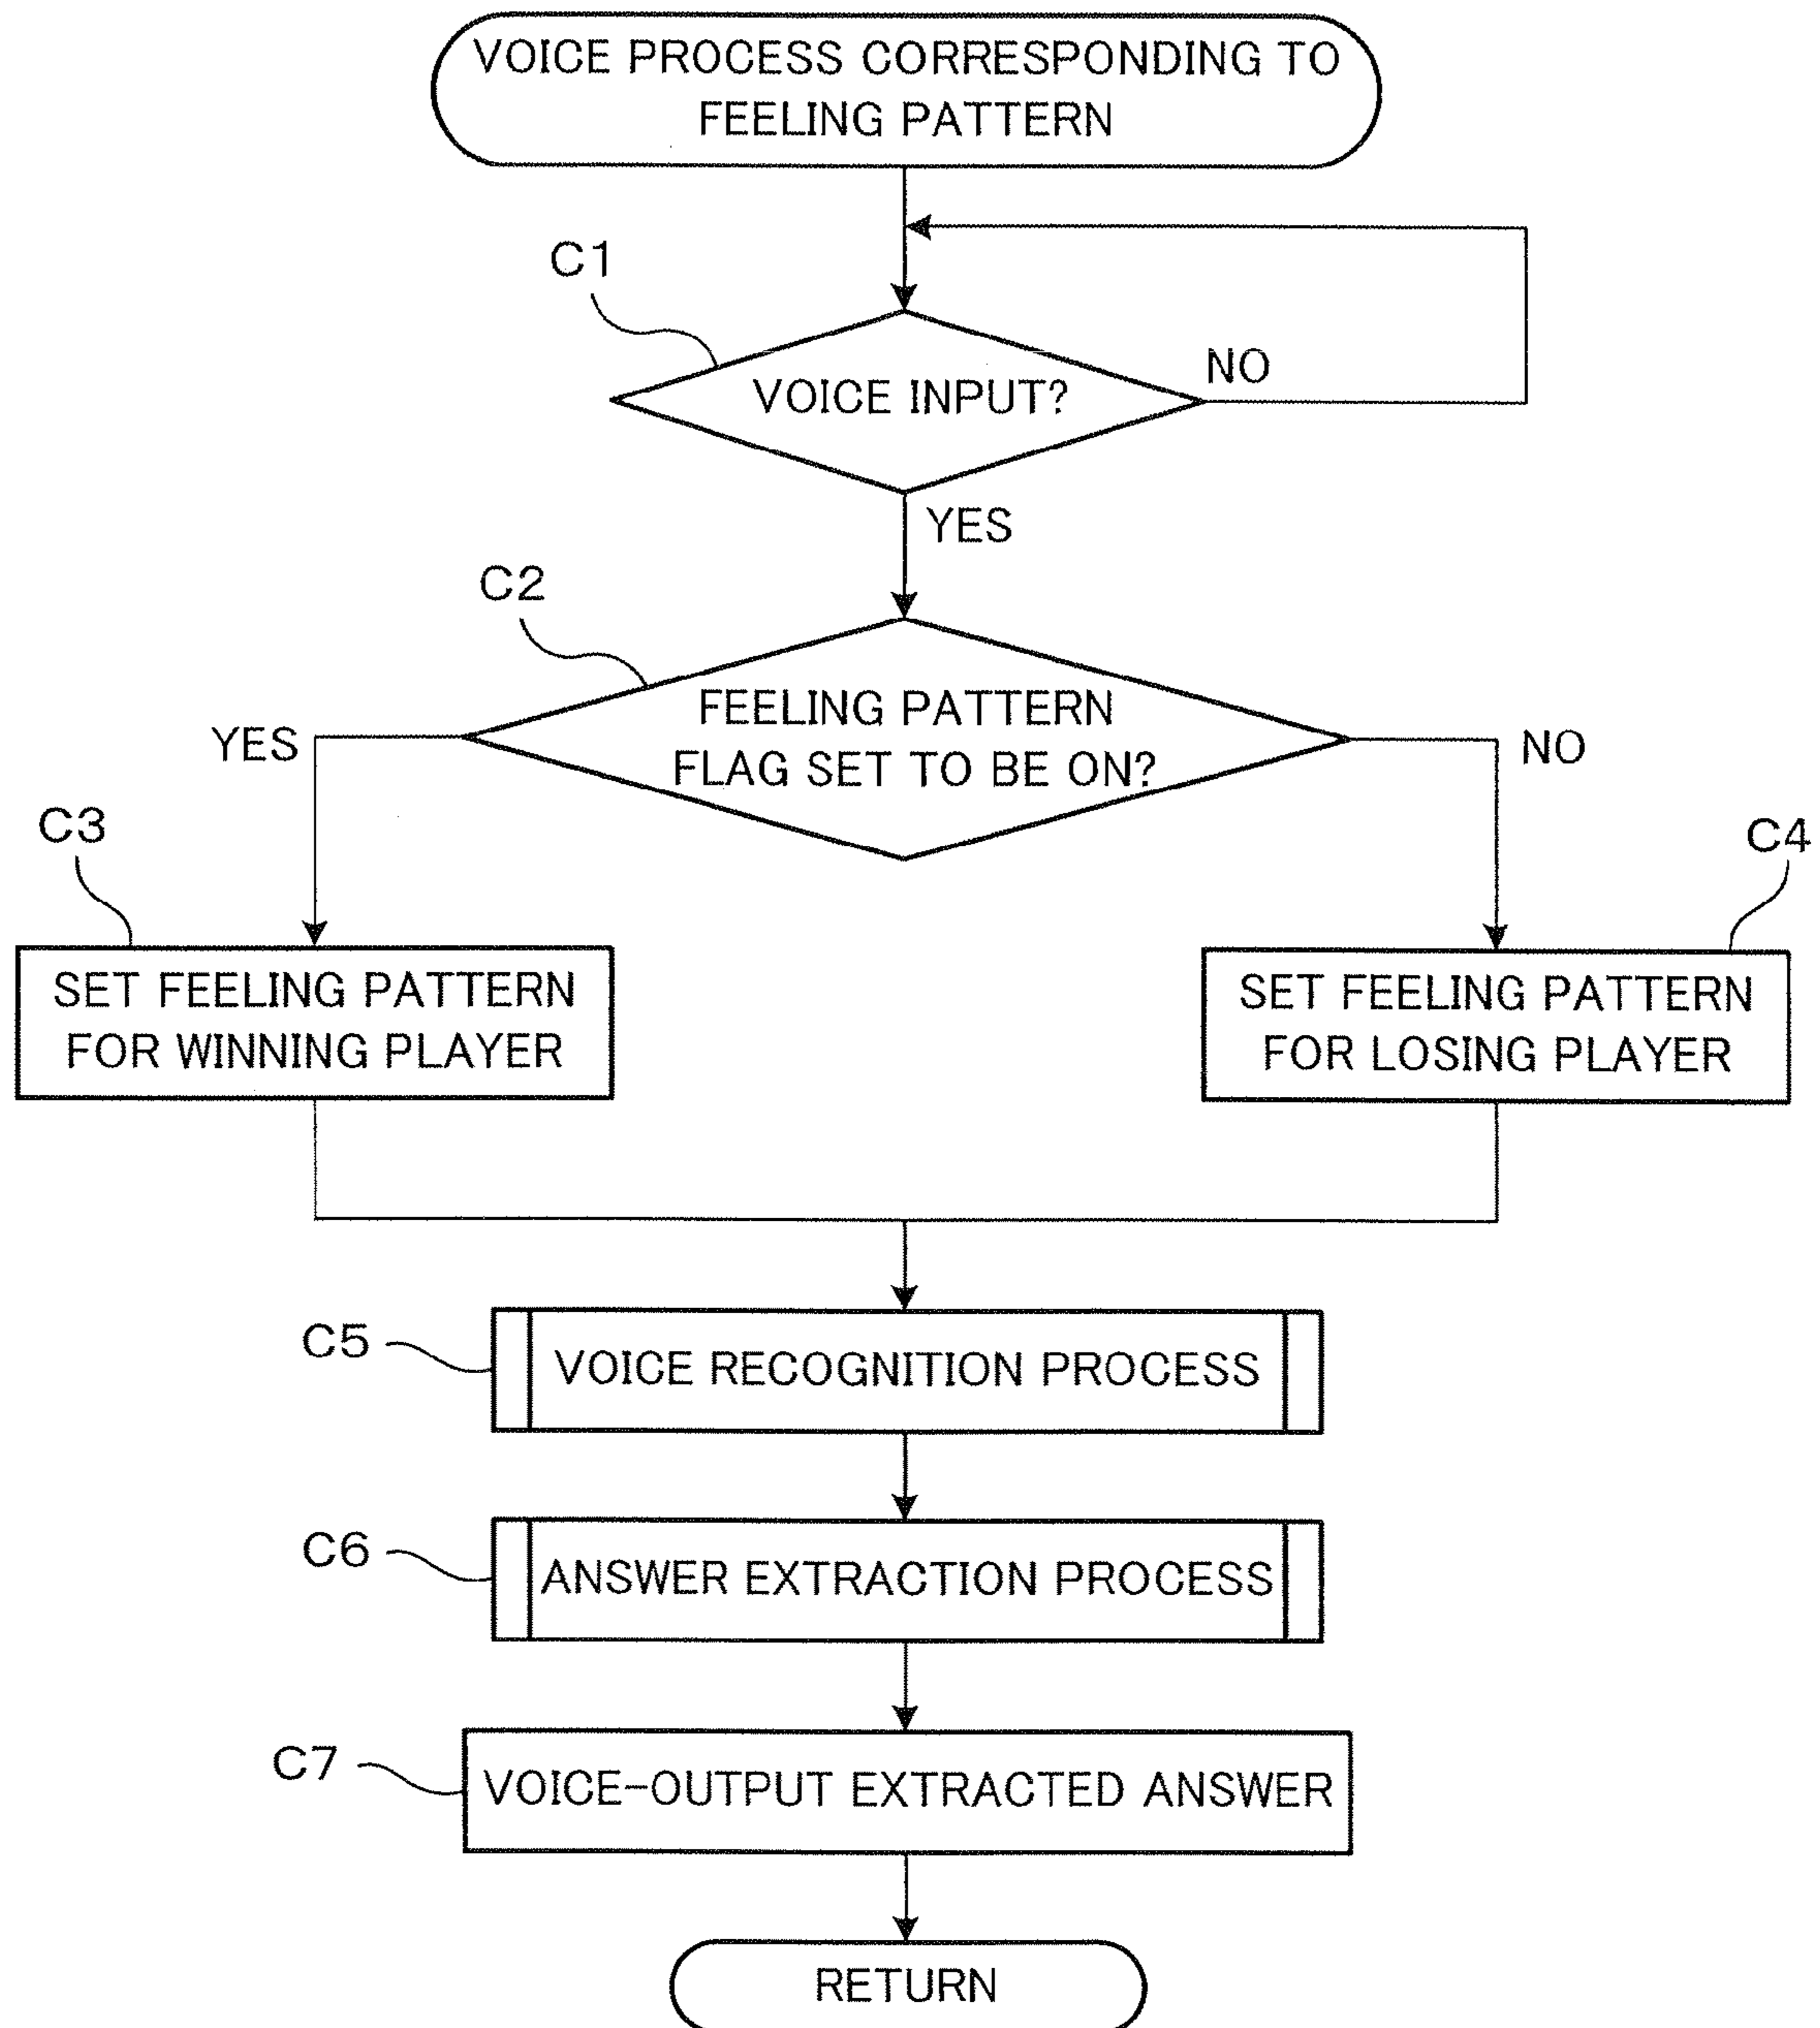 VOICE PROCESS CORRESPONDING TO
FEELING PATTERN
C1
VOICE INPUT?
NO
YES
C2
FEELING PATTERN
FLAG SET TO BE ON?
YES
NO
C3
C4
SET FEELING PATTERN
FOR WINNING PLAYER
SET FEELING PATTERN
FOR LOSING PLAYER
C5
VOICE RECOGNITION PROCESS
C6
ANSWER EXTRACTION PROCESS
C7
VOICE-OUTPUT EXTRACTED ANSWER
RETURN